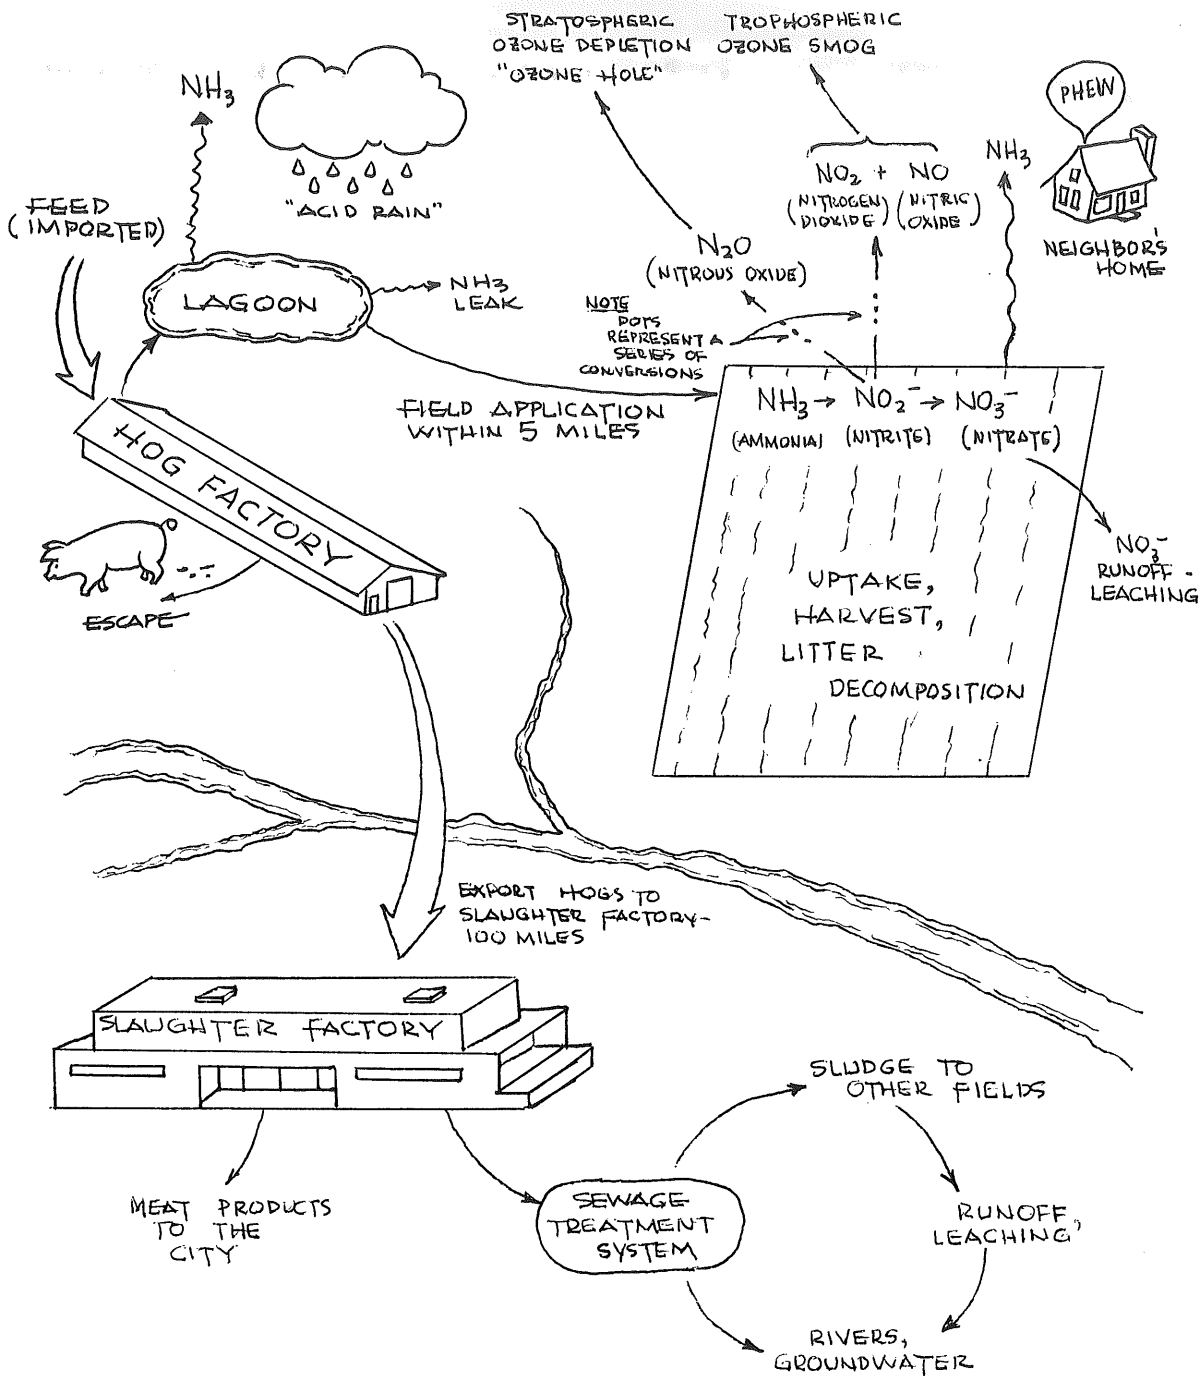 STRATOSPHERIC
OZONE DEPLETION
"OZONE HOLE"
TROPHOSPHERIC
OZONE SMOG
NH3
"ACID RAIN"
FEED
(IMPORTED)
LAGOON
NH3
LEAK
N2O
(NITROUS OXIDE)
NO2 + NO
(NITROGEN DIOXIDE) (NITRIC OXIDE)
NH3
PHEW
NEIGHBOR'S
HOME
NOTE
DOTS
REPRESENT A
SERIES OF
CONVERSIONS
FIELD APPLICATION
WITHIN 5 MILES
NH3 → NO2⁻ → NO3⁻
(AMMONIA) (NITRITE) (NITRATE)
NO3⁻
RUNOFF -
LEACHING
UPTAKE,
HARVEST,
LITTER
DECOMPOSITION
HOG FACTORY
ESCAPE
EXPORT HOGS TO
SLAUGHTER FACTORY-
100 MILES
SLAUGHTER FACTORY
MEAT PRODUCTS
TO THE
CITY
SEWAGE
TREATMENT
SYSTEM
SLUDGE TO
OTHER FIELDS
RUNOFF,
LEACHING
RIVERS,
GROUNDWATER